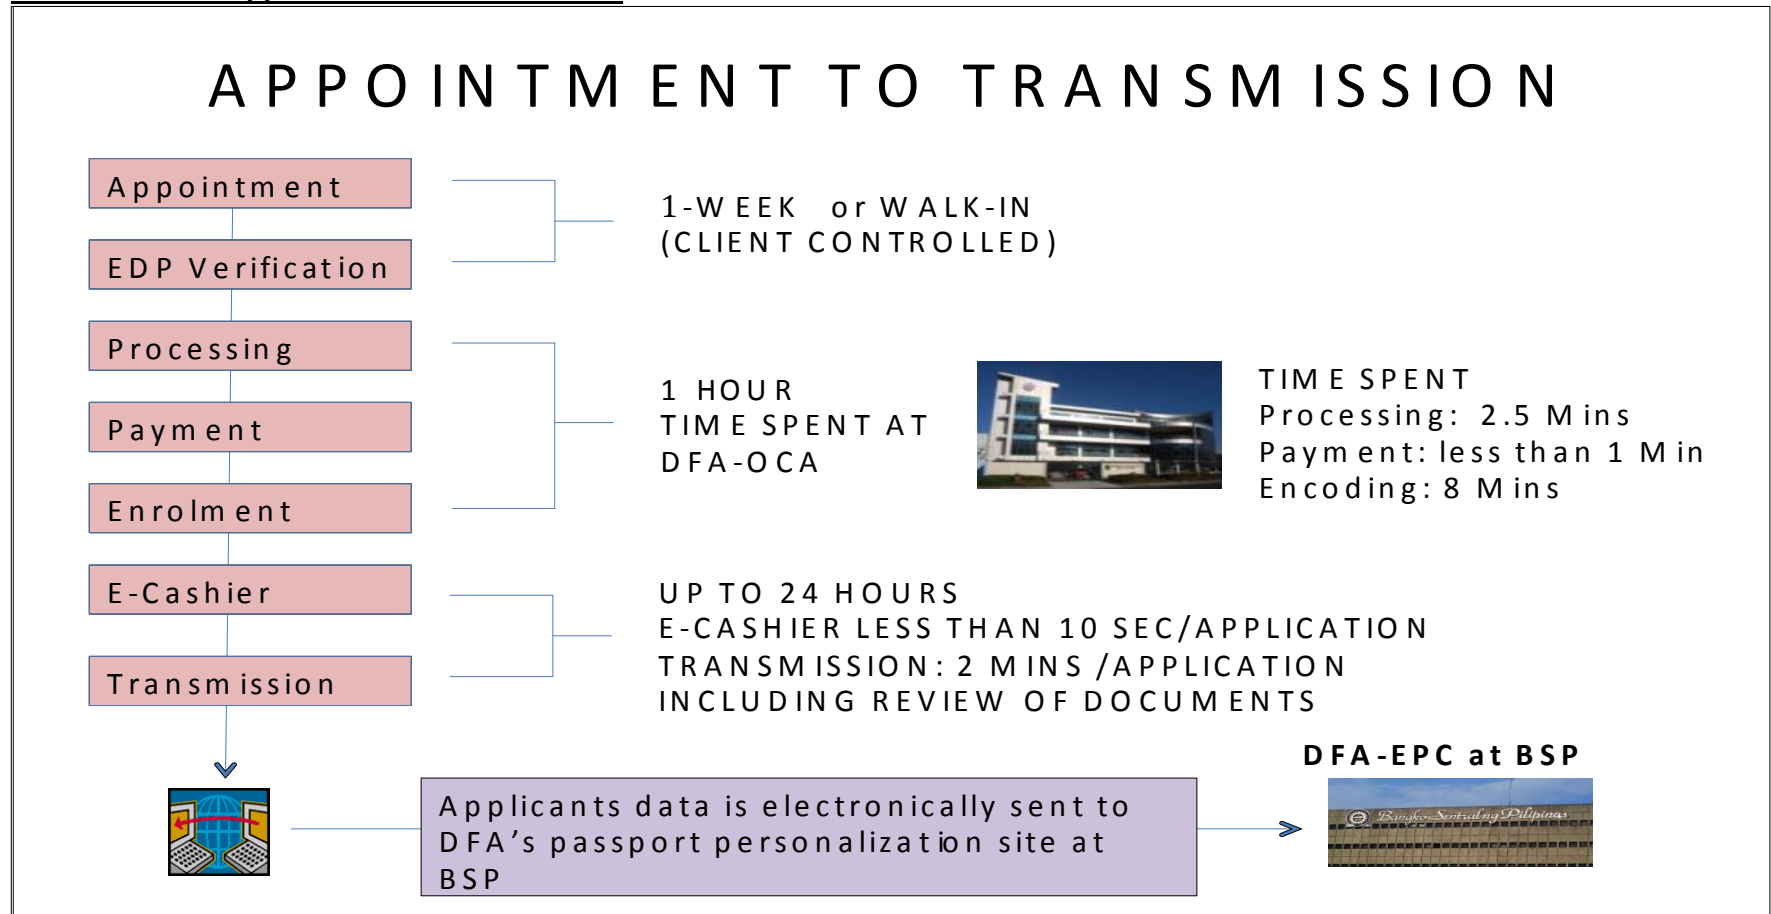 APPOINTMENT TO TRANSMISSION
Appointment
EDP Verification
1-WEEK or WALK-IN
(CLIENT CONTROLLED)
Processing
Payment
Enrolment
1 HOUR
TIME SPENT AT
DFA-OCA
TIME SPENT
Processing: 2.5 Mins
Payment: less than 1 Min
Encoding: 8 Mins
E-Cashier
Transmission
UP TO 24 HOURS
E-CASHIER LESS THAN 10 SEC/APPLICATION
TRANSMISSION: 2 MINS /APPLICATION
INCLUDING REVIEW OF DOCUMENTS
Applicants data is electronically sent to
DFA’s passport personalization site at
BSP
DFA-EPC at BSP
Bangko Sentral ng Pilipinas